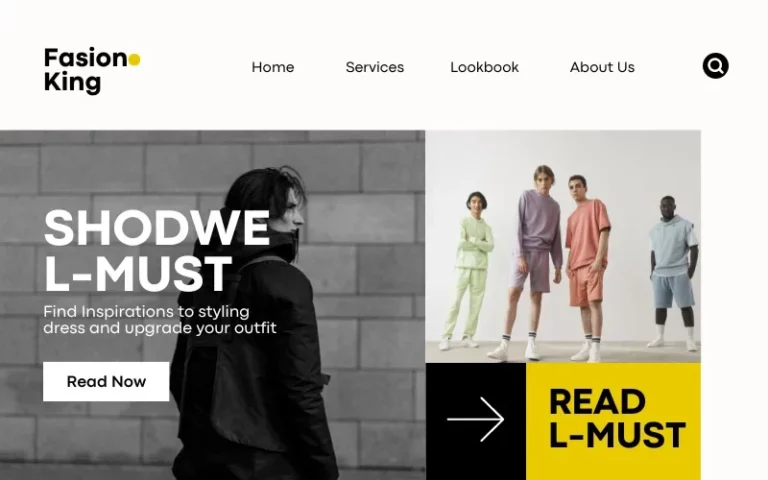 Fasion
King
Home
Services
Lookbook
About Us
SHODWE
L-MUST
Find Inspirations to styling
dress and upgrade your outfit
Read Now
READ
L-MUST